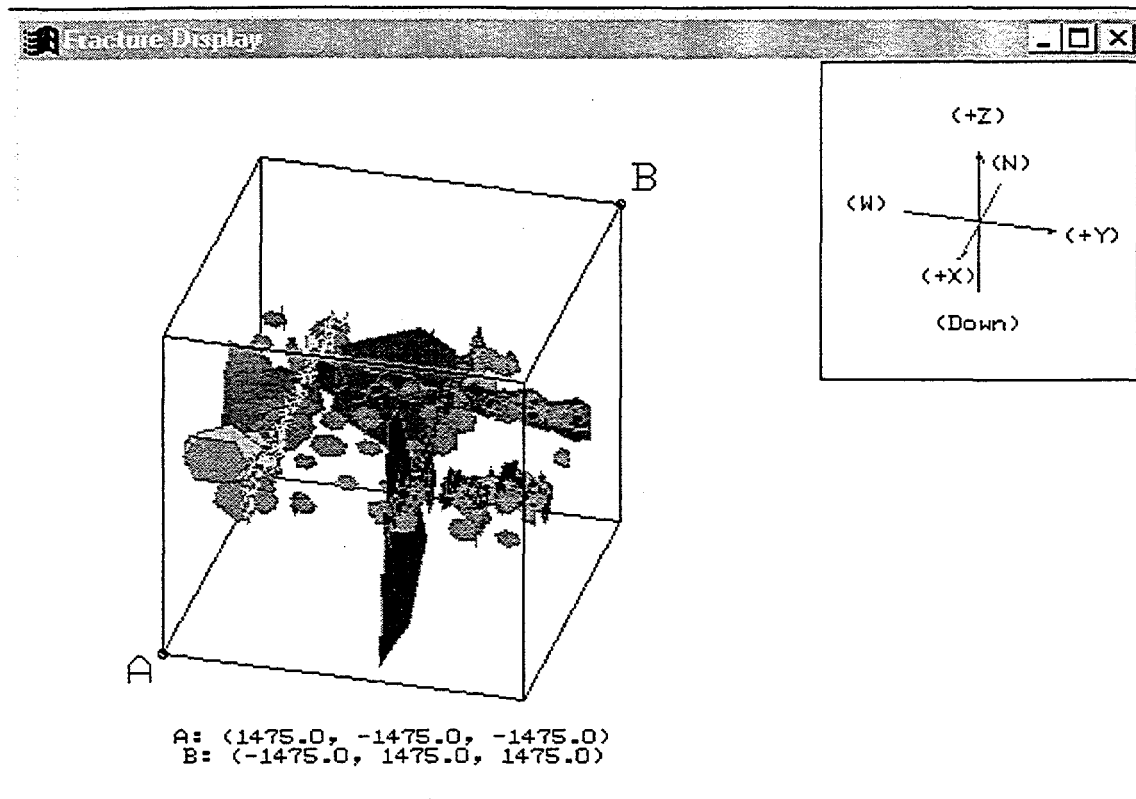 Fracture Display
B
(+Z)
(N)
(W)
(+Y)
(+X)
(Down)
A
A: (1475.0, -1475.0, -1475.0)
B: (-1475.0, 1475.0, 1475.0)